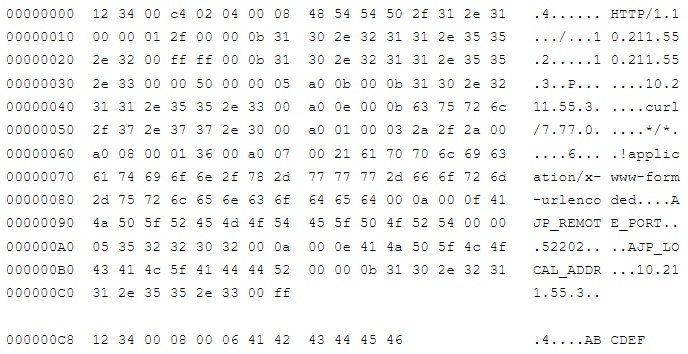 00000000 12 34 00 c4 02 04 00 08 48 54 54 50 2f 31 2e 31 .4...... HTTP/1.1
00000010 00 00 01 2f 00 00 0b 31 30 2e 32 31 31 2e 35 35 .../...1 0.211.55
00000020 2e 32 00 ff ff 00 0b 31 30 2e 32 31 31 2e 35 35 .2.....1 0.211.55
00000030 2e 33 00 00 50 00 00 05 a0 0b 00 0b 31 30 2e 32 .3..P... ....10.2
00000040 31 31 2e 35 35 2e 33 00 a0 0e 00 0b 63 75 72 6c 11.55.3. ....curl
00000050 2f 37 2e 37 37 2e 30 00 a0 01 00 03 2a 2f 2a 00 /7.77.0. ....*/*.
00000060 a0 08 00 01 36 00 a0 07 00 21 61 70 70 6c 69 63 ....6... .!applic
00000070 61 74 69 6f 6e 2f 78 2d 77 77 77 2d 66 6f 72 6d ation/x- www-form
00000080 2d 75 72 6c 65 6e 63 6f 64 65 64 00 0a 00 0f 41 -urlenco ded....A
00000090 4a 50 5f 52 45 4d 4f 54 45 5f 50 4f 52 54 00 00 JP_REMOT E_PORT..
000000A0 05 35 32 32 30 32 00 0a 00 0e 41 4a 50 5f 4c 4f .52202.. ..AJP_LO
000000B0 43 41 4c 5f 41 44 44 52 00 00 0b 31 30 2e 32 31 CAL_ADDR ...10.21
000000C0 31 2e 35 35 2e 33 00 ff 1.55.3..
000000C8 12 34 00 08 00 06 41 42 43 44 45 46 .4....AB CDEF